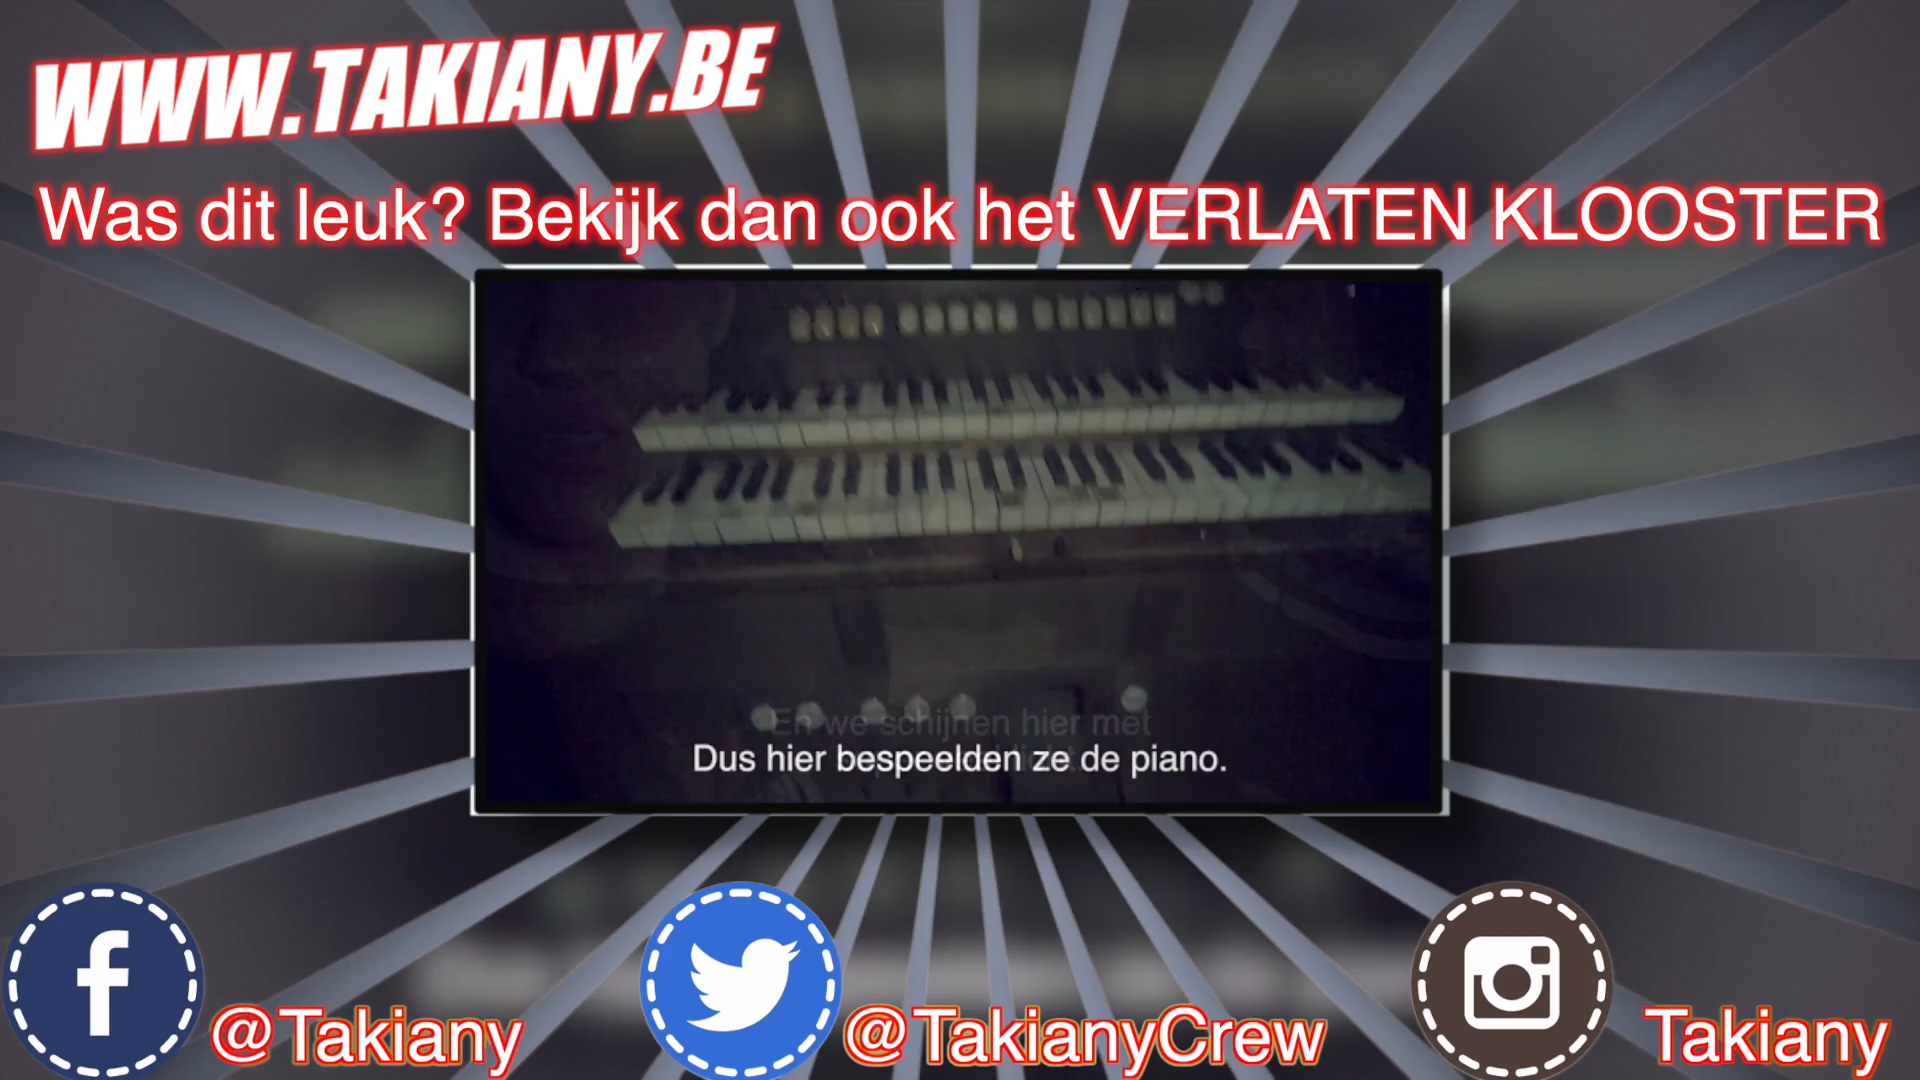 WWW.TAKIANY.BE
Was dit leuk? Bekijk dan ook het VERLATEN KLOOSTER
En we schijnen hier met
Dus hier bespeelden ze de piano.
@Takiany
@TakianyCrew
Takiany